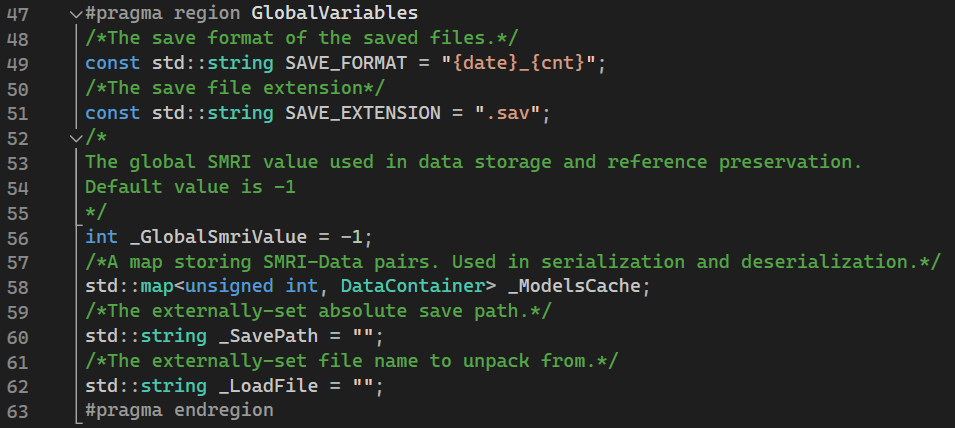 47 #pragma region GlobalVariables
48 /*The save format of the saved files.*/
49 const std::string SAVE_FORMAT = "{date}_{cnt}";
50 /*The save file extension*/
51 const std::string SAVE_EXTENSION = ".sav";
52 /*
53 The global SMRI value used in data storage and reference preservation.
54 Default value is -1
55 */
56 int _GlobalSmriValue = -1;
57 /*A map storing SMRI-Data pairs. Used in serialization and deserialization.*/
58 std::map<unsigned int, DataContainer> _ModelsCache;
59 /*The externally-set absolute save path.*/
60 std::string _SavePath = "";
61 /*The externally-set file name to unpack from.*/
62 std::string _LoadFile = "";
63 #pragma endregion